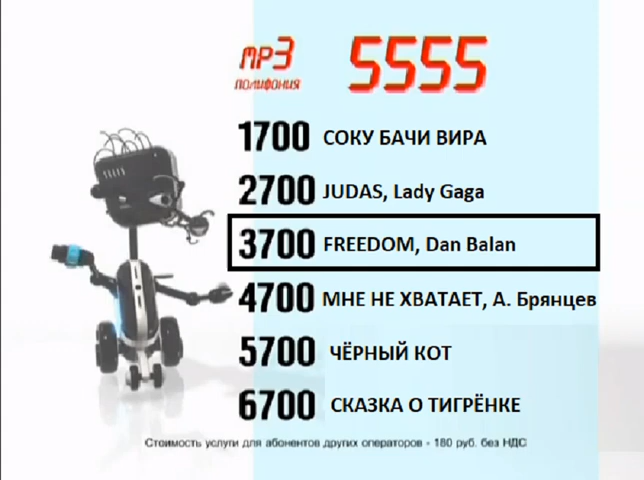 MP3 5555
ПОЛИФОНИЯ
1700 СОКУ БАЧИ ВИРА
2700 JUDAS, Lady Gaga
3700 FREEDOM, Dan Balan
4700 МНЕ НЕ ХВАТАЕТ, А. Брянцев
5700 ЧЁРНЫЙ КОТ
6700 СКАЗКА О ТИГРЁНКЕ
Стоимость услуги для абонентов других операторов - 180 руб. без НДС